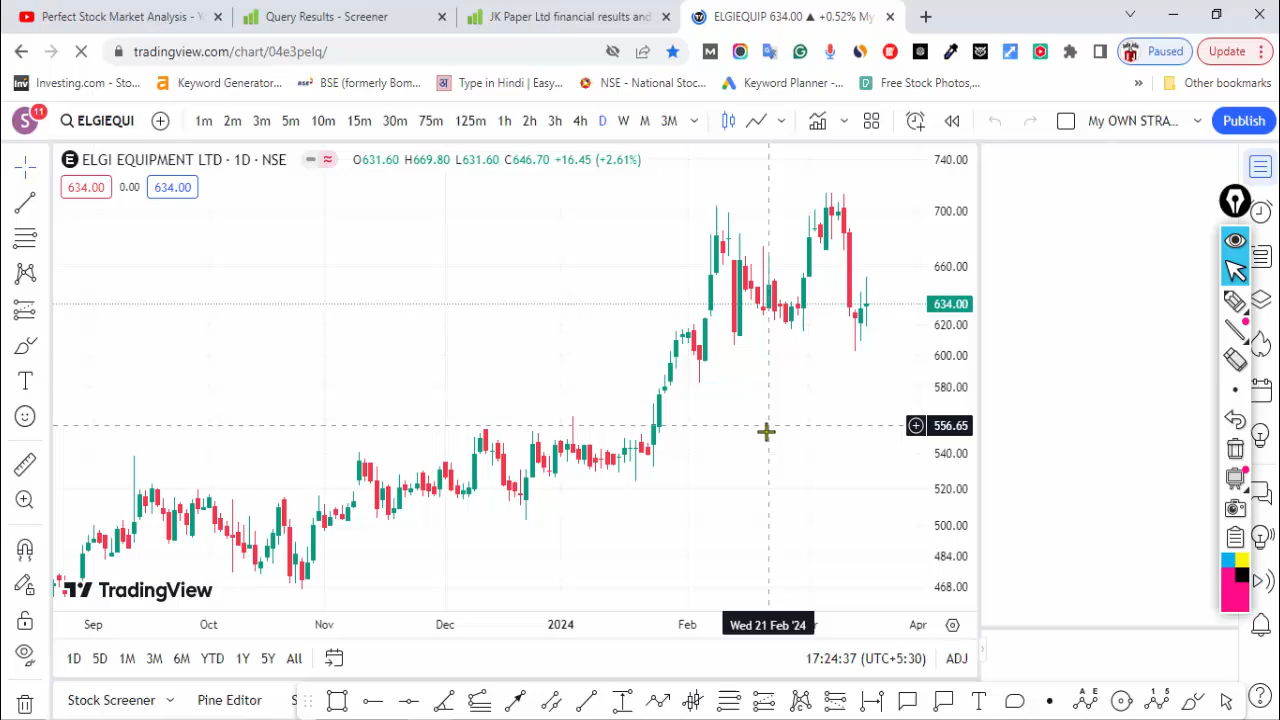 Perfect Stock Market Analysis - Y
Query Results - Screener
JK Paper Ltd financial results and
ELGIEQUIP 634.00 ▲ +0.52% My
tradingview.com/chart/04e3pelq/
Paused
Update
Investing.com - Sto...
Keyword Generator...
BSE (formerly Bom...
Type in Hindi | Easy...
NSE - National Stoc...
Keyword Planner -...
Free Stock Photos,...
»
Other bookmarks
S 11
ELGIEQUI
1m 2m 3m 5m 10m 15m 30m 75m 125m 1h 2h 3h 4h D W M 3M
My OWN STRA...
Publish
ELGI EQUIPMENT LTD · 1D · NSE
O631.60 H669.80 L631.60 C646.70 +16.45 (+2.61%)
634.00 0.00 634.00
740.00
700.00
660.00
634.00
620.00
600.00
580.00
556.65
540.00
520.00
500.00
484.00
468.00
TradingView
Sep Oct Nov Dec 2024 Feb Wed 21 Feb '24 Apr
1D 5D 1M 3M 6M YTD 1Y 5Y All
17:24:37 (UTC+5:30) ADJ
Stock Screener
Pine Editor